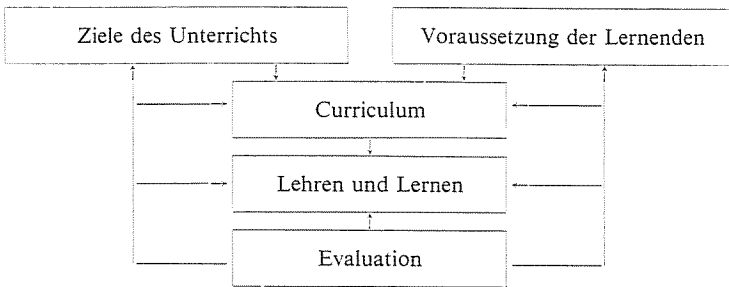 Ziele des Unterrichts
Voraussetzung der Lernenden
Curriculum
Lehren und Lernen
Evaluation